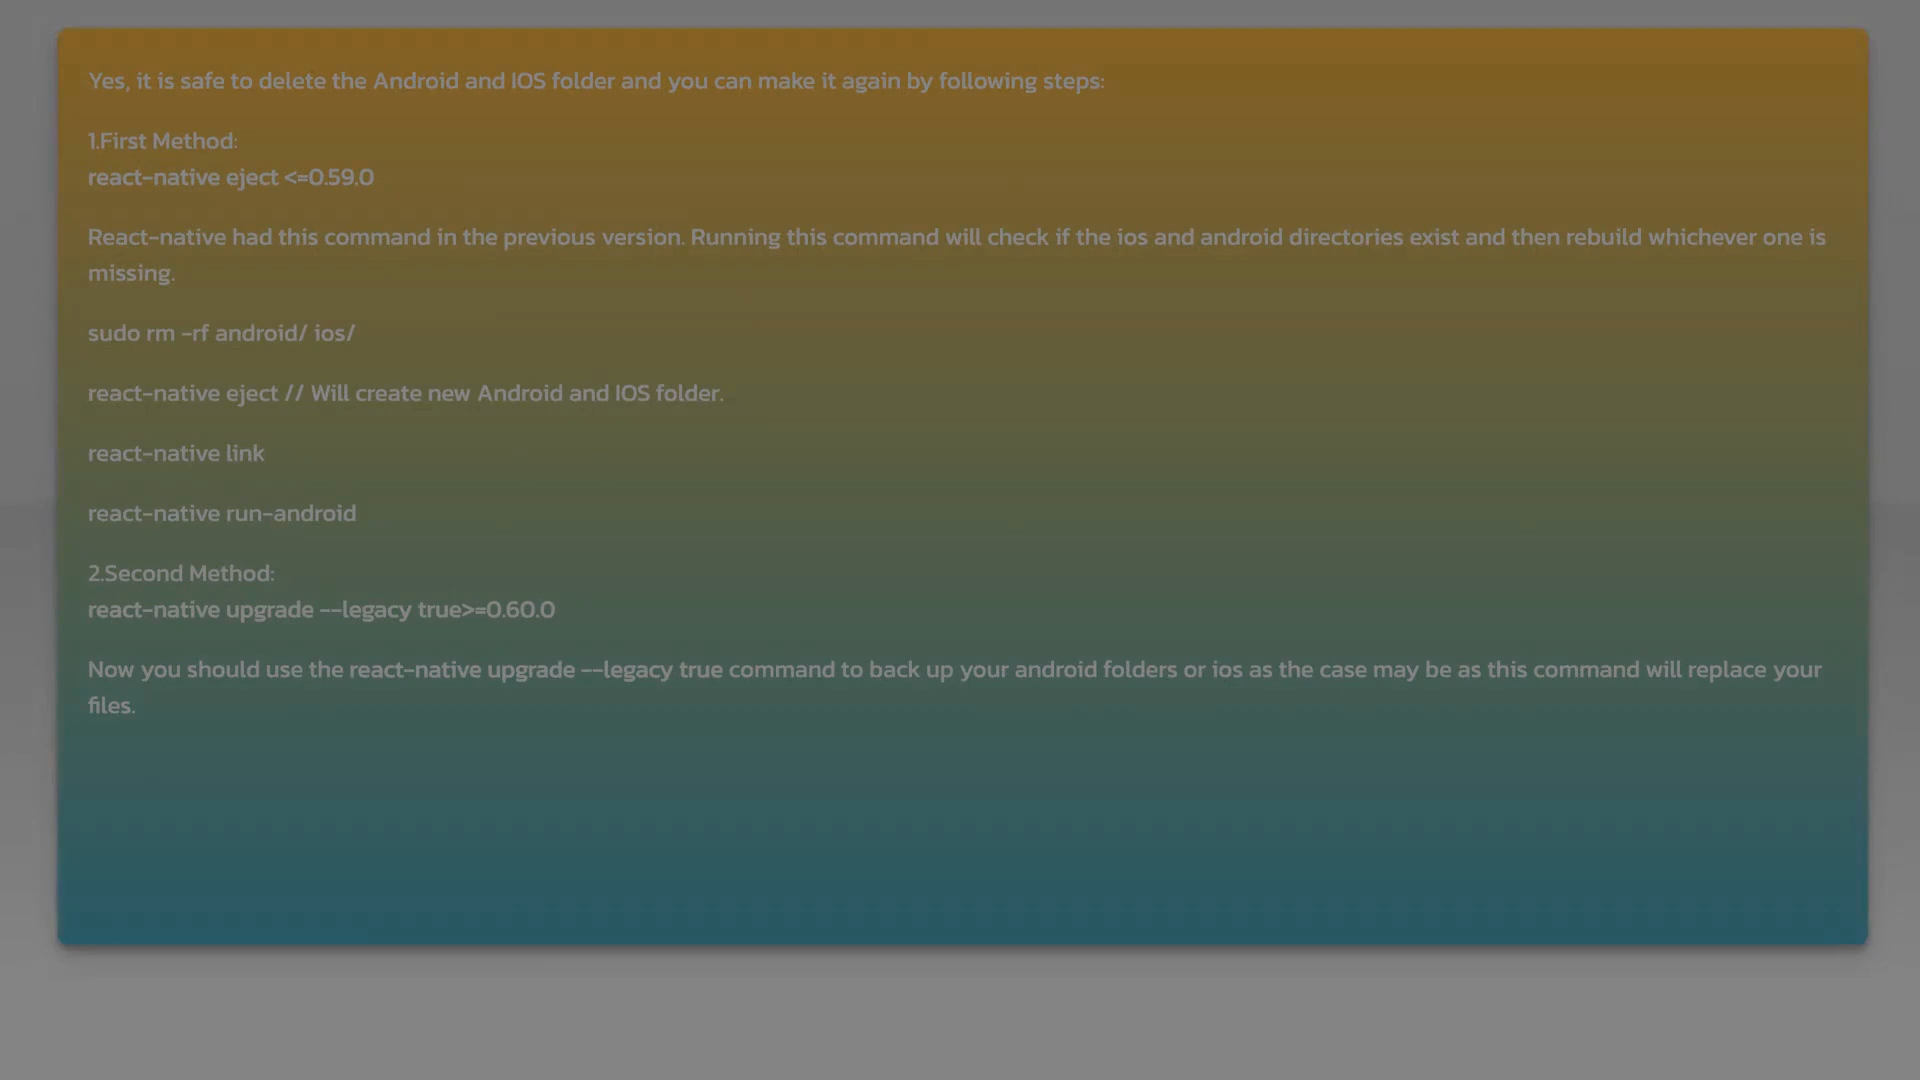 Yes, it is safe to delete the Android and IOS folder and you can make it again by following steps:
1.First Method:
react-native eject <=0.59.0
React-native had this command in the previous version. Running this command will check if the ios and android directories exist and then rebuild whichever one is
missing.
sudo rm -rf android/ ios/
react-native eject // Will create new Android and IOS folder.
react-native link
react-native run-android
2.Second Method:
react-native upgrade --legacy true>=0.60.0
Now you should use the react-native upgrade --legacy true command to back up your android folders or ios as the case may be as this command will replace your
files.